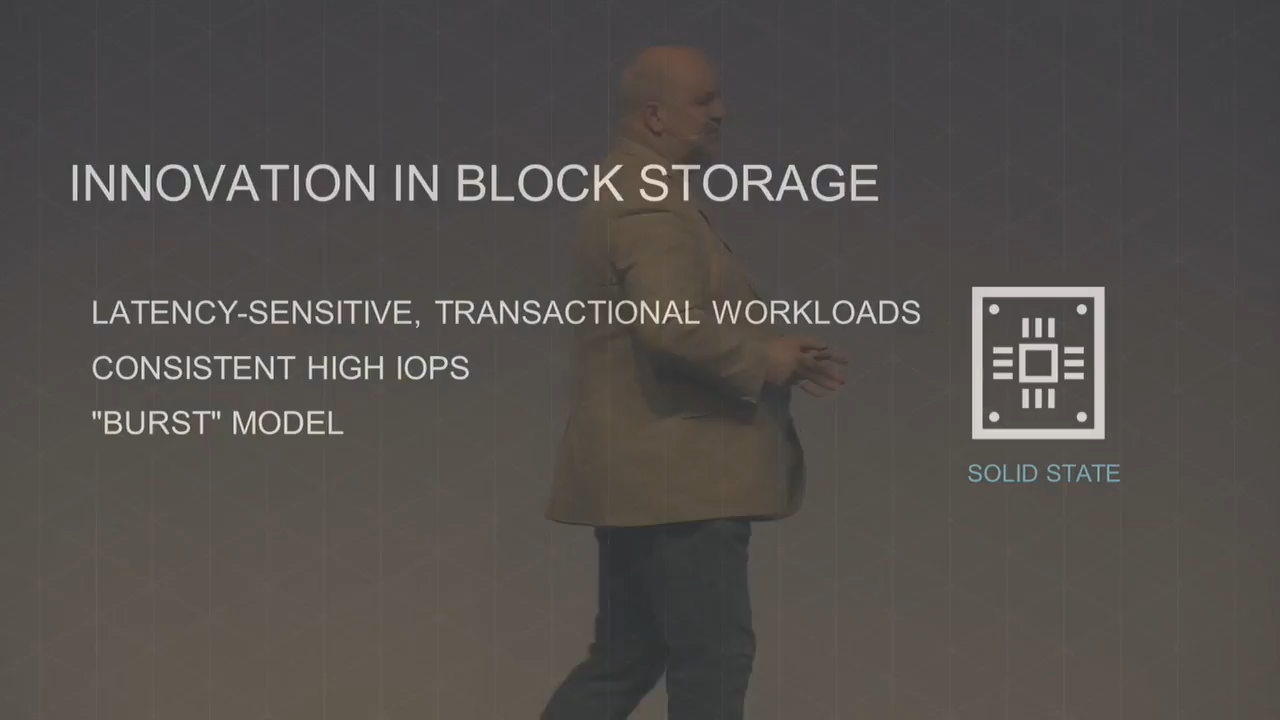 INNOVATION IN BLOCK STORAGE
LATENCY-SENSITIVE, TRANSACTIONAL WORKLOADS
CONSISTENT HIGH IOPS
"BURST" MODEL
SOLID STATE